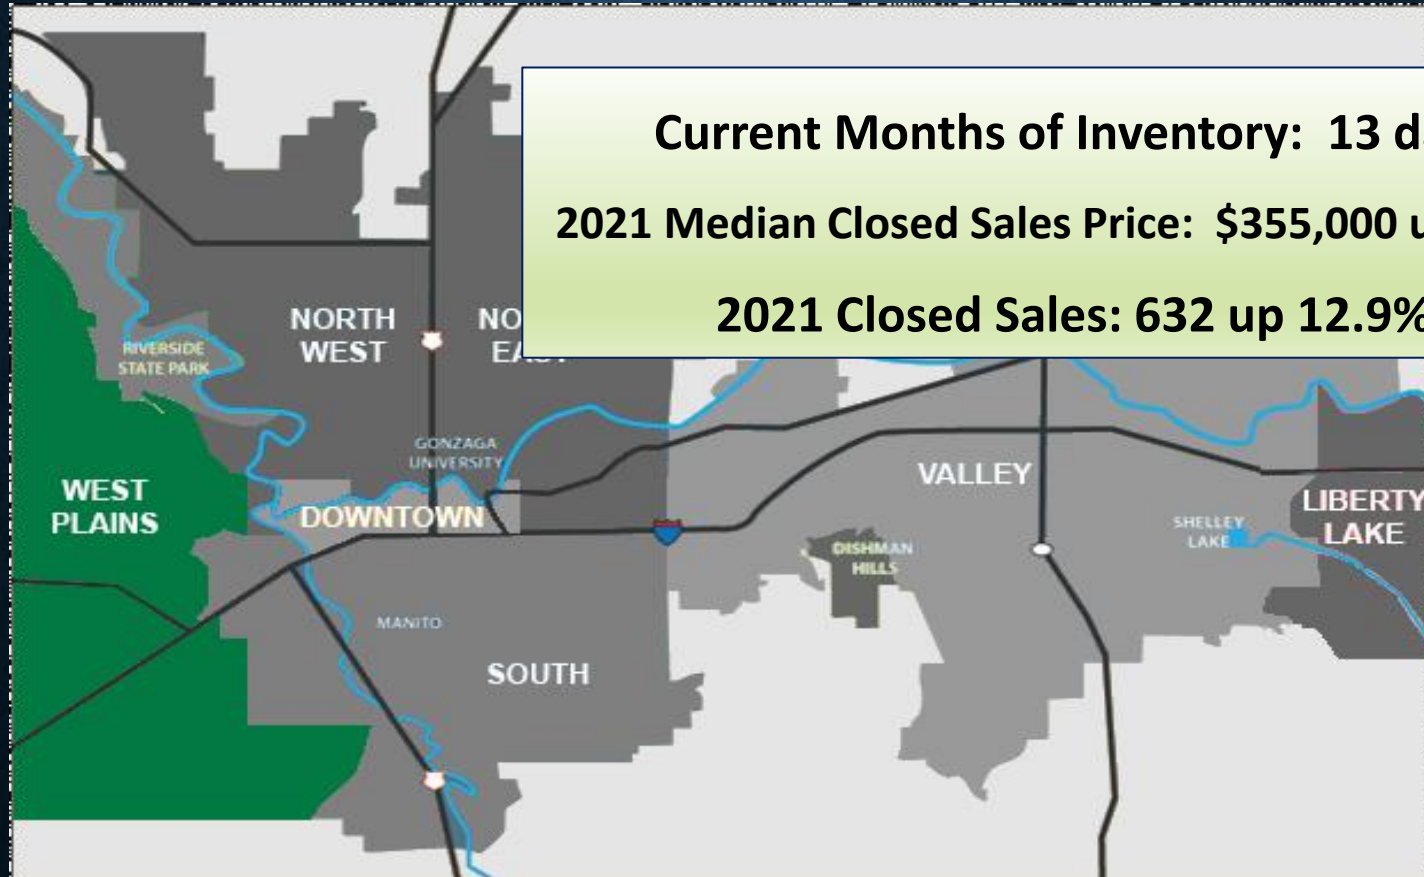 Current Months of Inventory: 13 d
2021 Median Closed Sales Price: $355,000 u
2021 Closed Sales: 632 up 12.9%
NORTH
WEST
NO
EAST
RIVERSIDE
STATE PARK
GONZAGA
UNIVERSITY
WEST
PLAINS
DOWNTOWN
VALLEY
LIBERTY
LAKE
SHELLEY
LAKE
DISHMAN
HILLS
MANITO
SOUTH